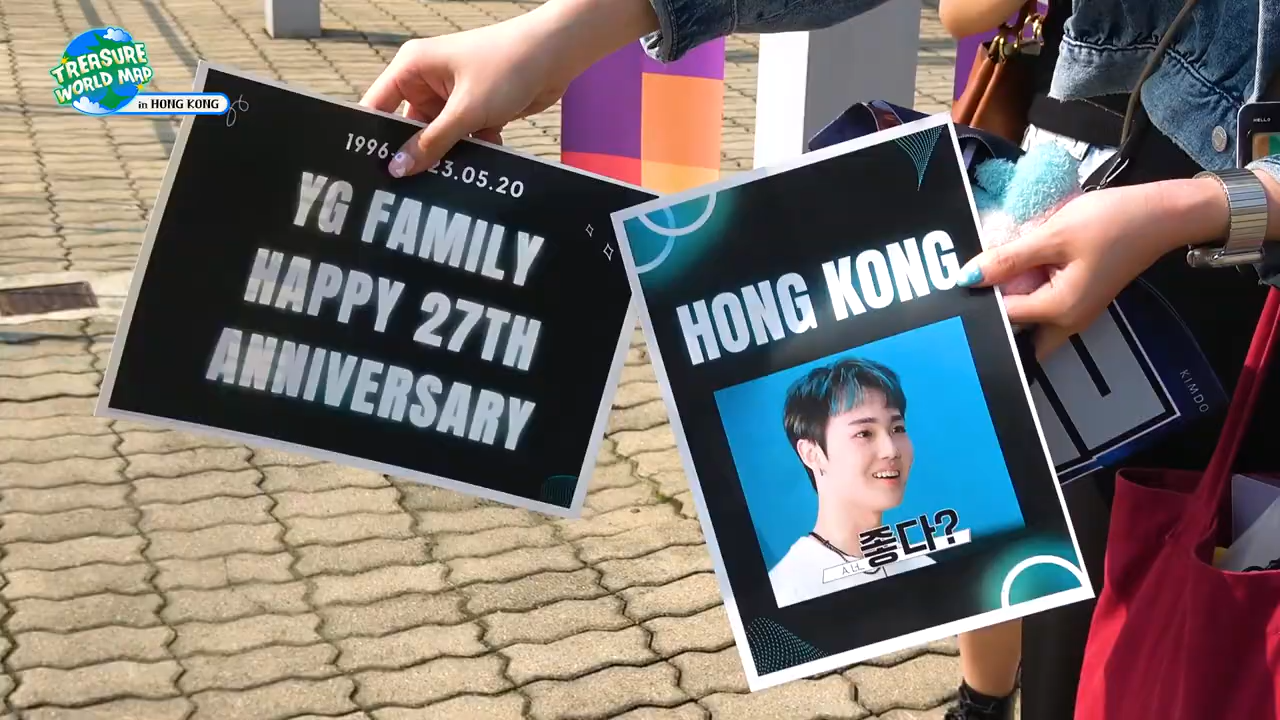 TREASURE
WORLD MAP
in HONG KONG
1996- 23.05.20
YG FAMILY
HAPPY 27TH
ANNIVERSARY
HONG KONG
좋다?
HELLO
KIMDO